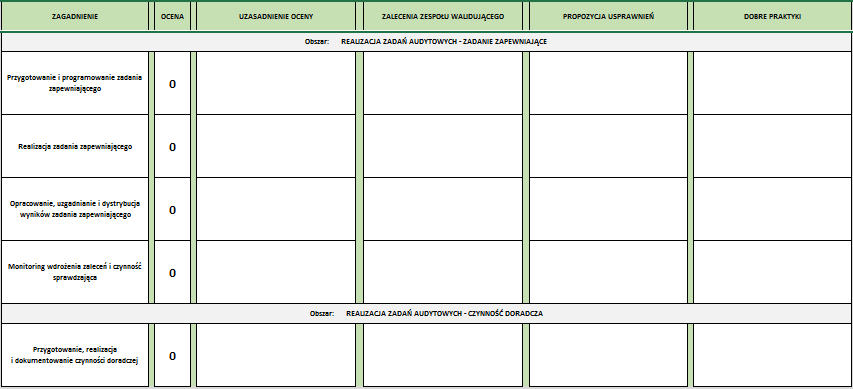 ZAGADNIENIE OCENA UZASADNIENIE OCENY ZALECENIA ZESPOŁU WALIDUJĄCEGO PROPOZYCJA USPRAWNIEŃ DOBRE PRAKTYKI
Obszar: REALIZACJA ZADAŃ AUDYTOWYCH - ZADANIE ZAPEWNIAJĄCE
Przygotowanie i programowanie zadania
zapewniającego
0
Realizacja zadania zapewniającego
0
Opracowanie, uzgadnianie i dystrybucja
wyników zadania zapewniającego
0
Monitoring wdrożenia zaleceń i czynność
sprawdzająca
0
Obszar: REALIZACJA ZADAŃ AUDYTOWYCH - CZYNNOŚĆ DORADCZA
Przygotowanie, realizacja
i dokumentowanie czynności doradczej
0